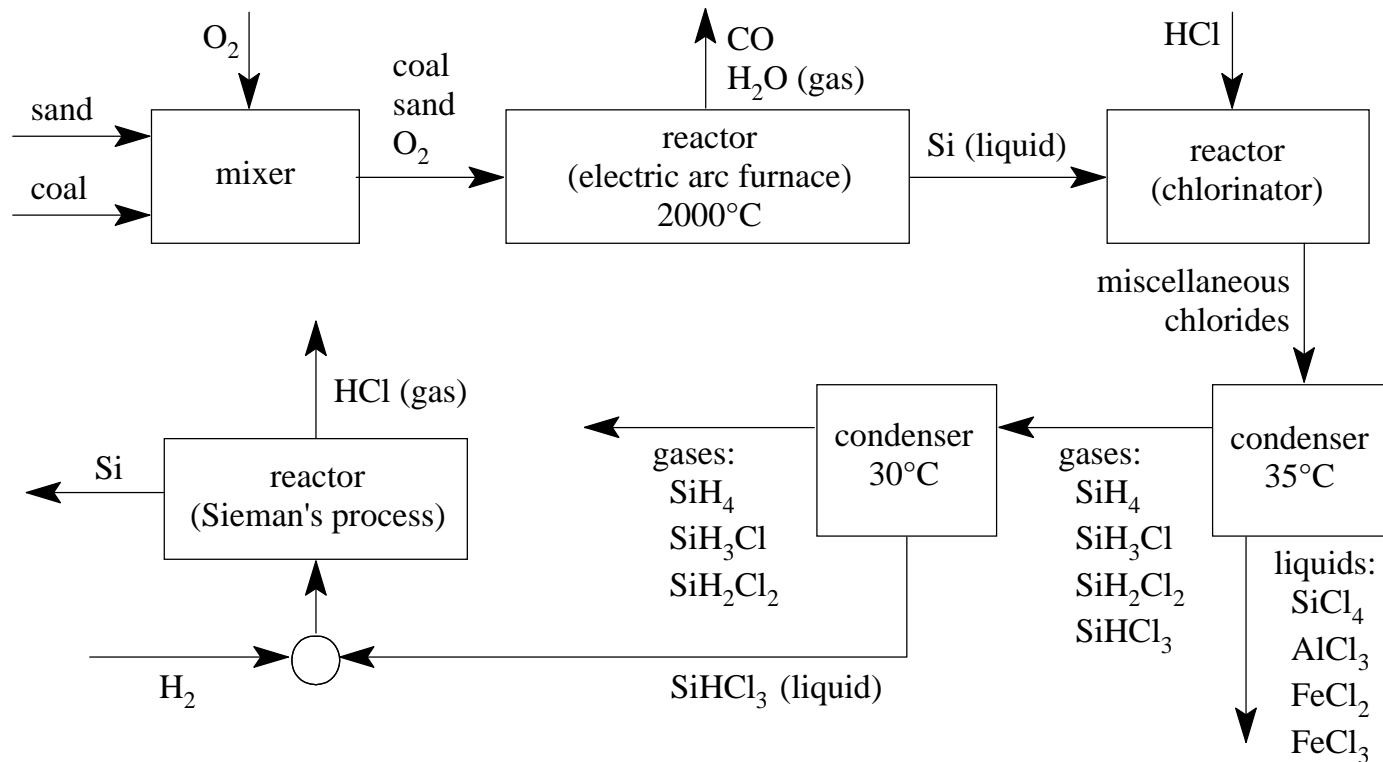 O₂
sand
coal
mixer
coal
sand
O₂
CO
H₂O (gas)
reactor
(electric arc furnace)
2000°C
Si (liquid)
HCl
reactor
(chlorinator)
miscellaneous
chlorides
condenser
35°C
liquids:
SiCl₄
AlCl₃
FeCl₂
FeCl₃
gases:
SiH₄
SiH₃Cl
SiH₂Cl₂
SiHCl₃
condenser
30°C
gases:
SiH₄
SiH₃Cl
SiH₂Cl₂
SiHCl₃ (liquid)
H₂
reactor
(Sieman's process)
HCl (gas)
Si